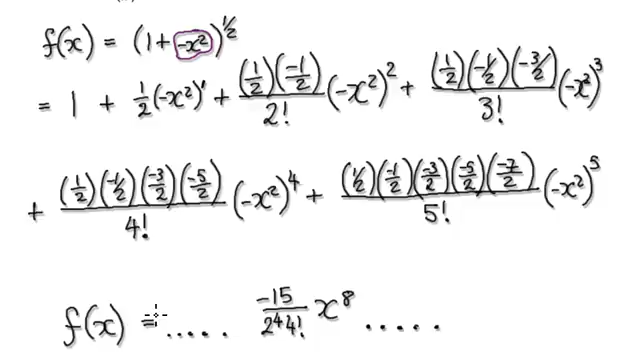 f(x) = (1 + -x²)^½
= 1 + ½(-x²)¹ + (½)(-1/2)/2! (-x²)² + (½)(-½)(-3/2)/3! (-x²)³
+ (½)(-½)(-3/2)(-5/2)/4! (-x²)⁴ + (½)(-½)(-3/2)(-5/2)(-7/2)/5! (-x²)⁵
f(x) = ..... -15/2⁴4! x⁸ .....